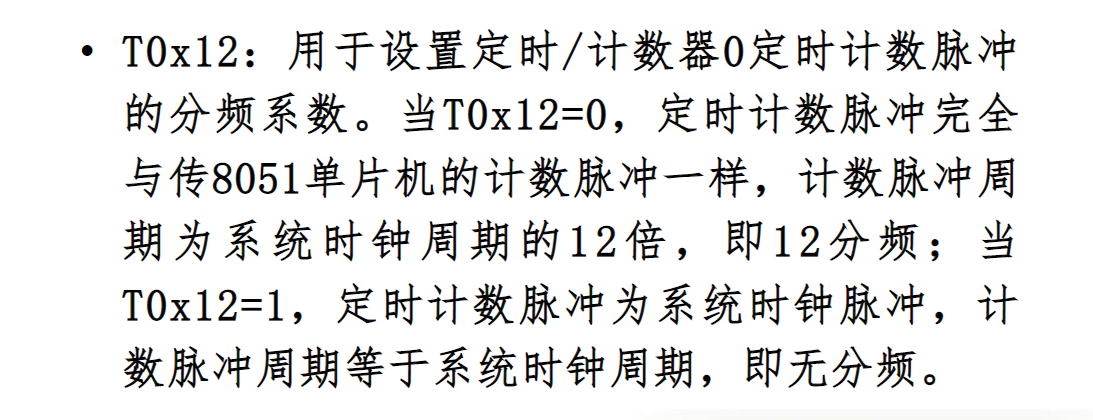 • T0x12：用于设置定时/计数器0定时计数脉冲
的分频系数。当T0x12=0，定时计数脉冲完全
与传8051单片机的计数脉冲一样，计数脉冲周
期为系统时钟周期的12倍，即12分频；当
T0x12=1，定时计数脉冲为系统时钟脉冲，计
数脉冲周期等于系统时钟周期，即无分频。